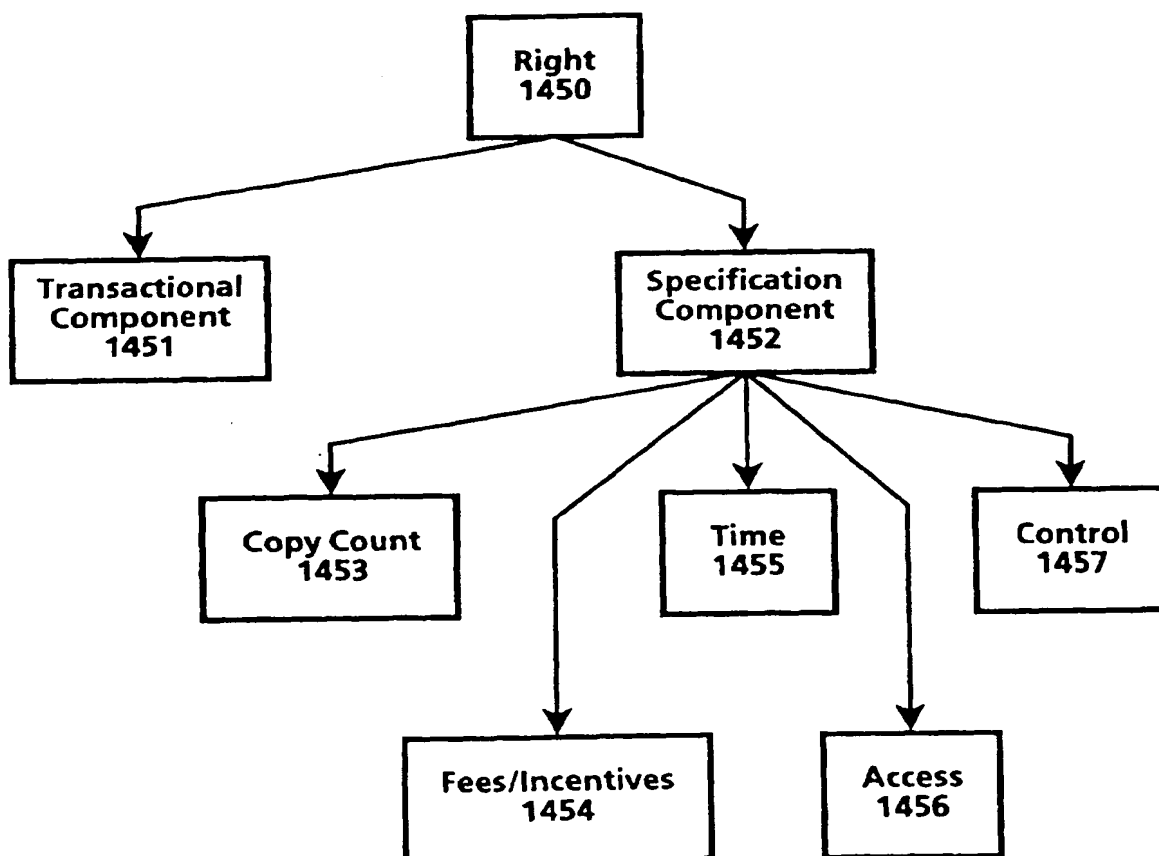 Right
1450
Transactional
Component
1451
Specification
Component
1452
Copy Count
1453
Time
1455
Control
1457
Fees/Incentives
1454
Access
1456